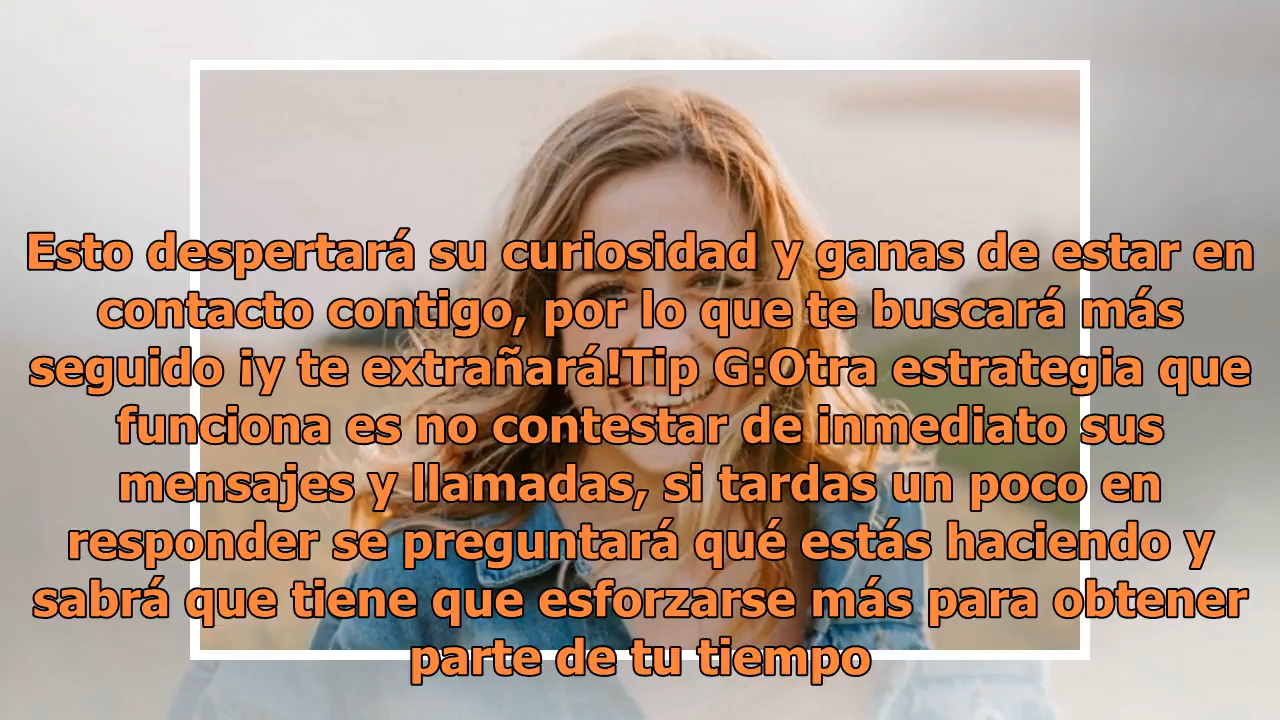 Esto despertará su curiosidad y ganas de estar en
contacto contigo, por lo que te buscará más
seguido ¡y te extrañará!Tip G:Otra estrategia que
funciona es no contestar de inmediato sus
mensajes y llamadas, si tardas un poco en
responder se preguntará qué estás haciendo y
sabrá que tiene que esforzarse más para obtener
parte de tu tiempo